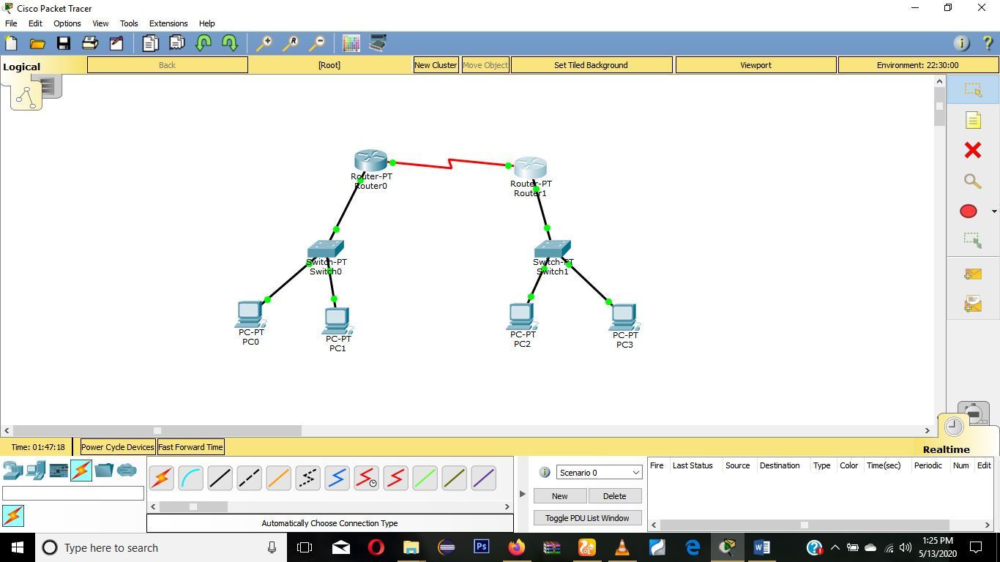 Cisco Packet Tracer
File Edit Options View Tools Extensions Help
Logical Back [Root] New Cluster Move Object Set Tiled Background Viewport Environment: 22:30:00
Router-PT
Router0
Router-PT
Router1
Switch-PT
Switch0
Switch-PT
Switch1
PC-PT
PC0
PC-PT
PC1
PC-PT
PC2
PC-PT
PC3
Time: 01:47:18 Power Cycle Devices Fast Forward Time Realtime
Scenario 0
New Delete
Toggle PDU List Window
Fire Last Status Source Destination Type Color Time(sec) Periodic Num Edit
Automatically Choose Connection Type
Type here to search
Ps
1:25 PM
5/13/2020